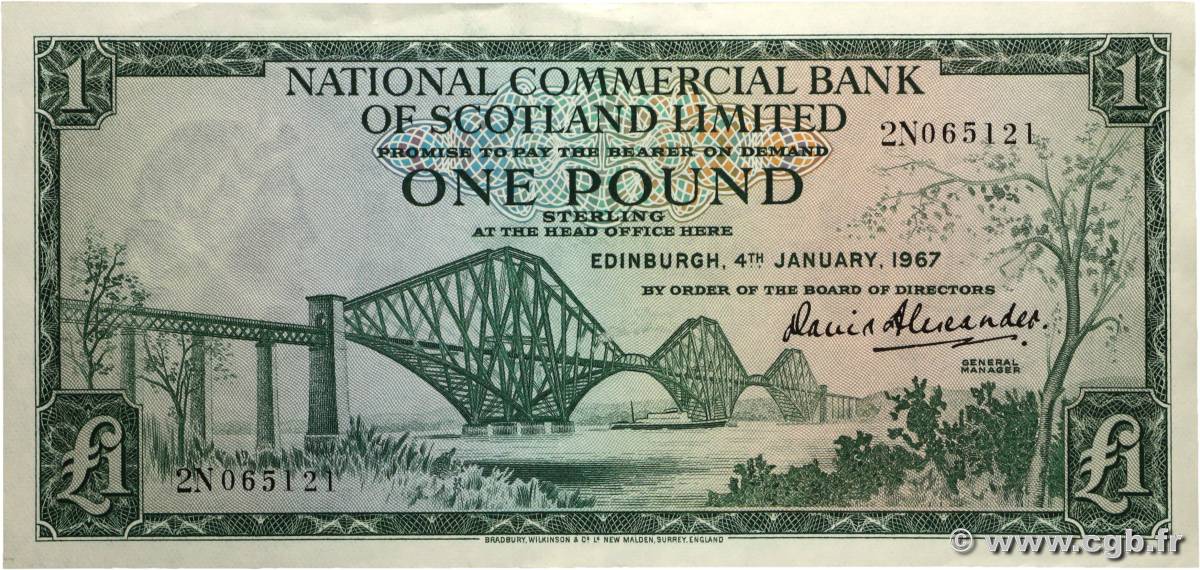 1
1
NATIONAL COMMERCIAL BANK
OF SCOTLAND LIMITED
2N065121
PROMISE TO PAY THE BEARER ON DEMAND
ONE POUND
STERLING
AT THE HEAD OFFICE HERE
EDINBURGH, 4TH JANUARY, 1967
BY ORDER OF THE BOARD OF DIRECTORS
David Alexander.
GENERAL
MANAGER
£1
£1
2N065121
BRADBURY, WILKINSON & Co Ld NEW MALDEN, SURREY, ENGLAND
© www.cgb.fr